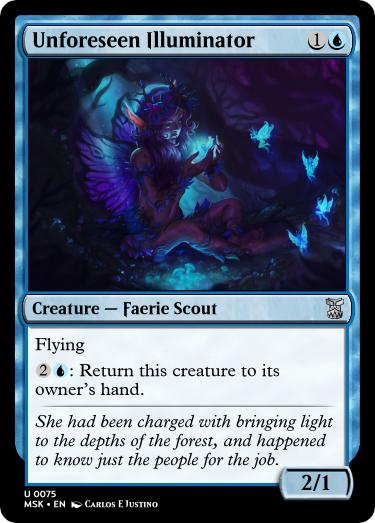 Unforeseen Illuminator 1
Creature — Faerie Scout
Flying
2 : Return this creature to its
owner's hand.
She had been charged with bringing light
to the depths of the forest, and happened
to know just the people for the job.
2/1
U 0075
MSK • EN Carlos F. Justino